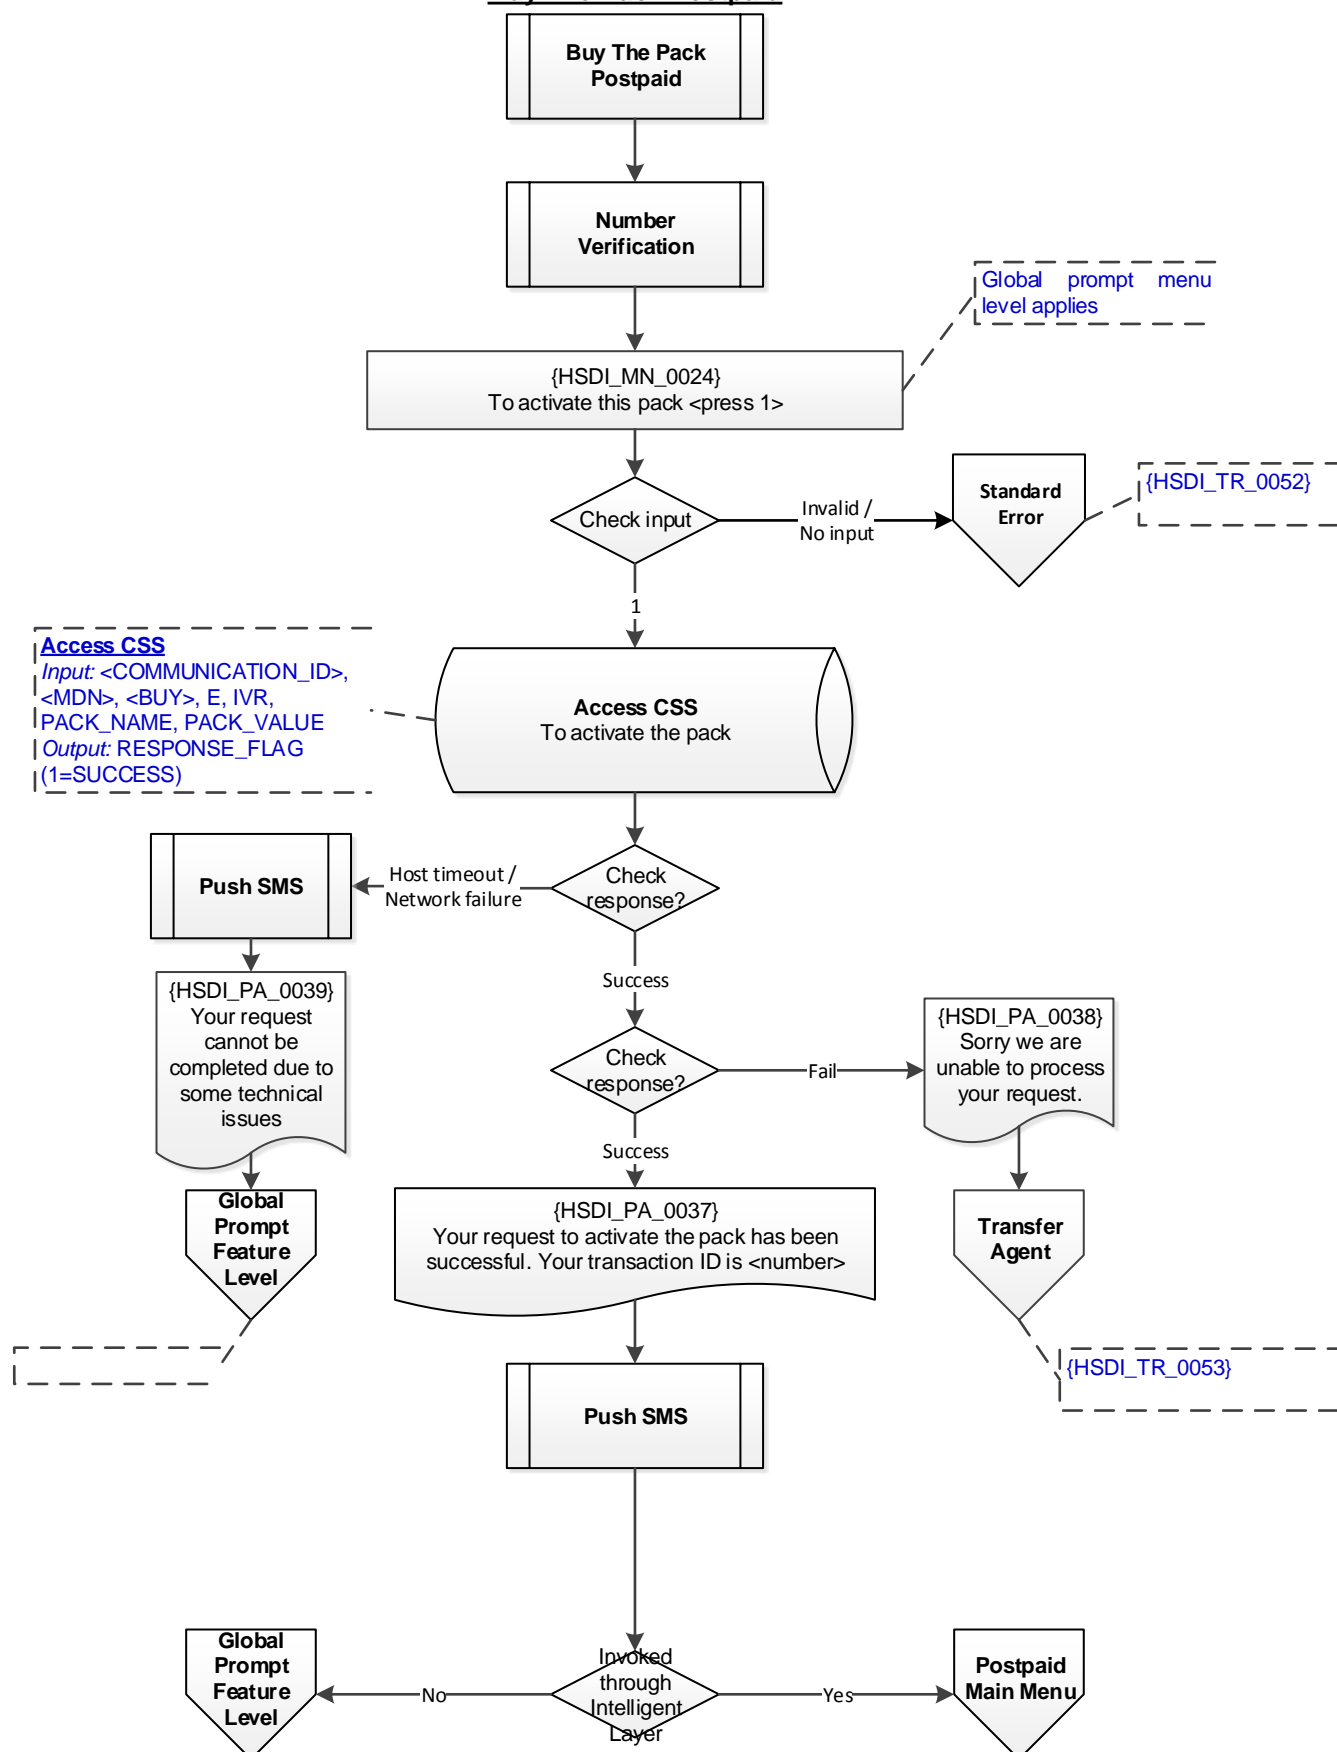 Buy The Pack
Postpaid
Number
Verification
Global prompt menu
level applies
{HSDI_MN_0024}
To activate this pack <press 1>
Check input
Invalid /
No input
Standard
Error
{HSDI_TR_0052}
1
Access CSS
Input: <COMMUNICATION_ID>,
<MDN>, <BUY>, E, IVR,
PACK_NAME, PACK_VALUE
Output: RESPONSE_FLAG
(1=SUCCESS)
Access CSS
To activate the pack
Push SMS
Host timeout /
Network failure
Check
response?
Success
{HSDI_PA_0039}
Your request
cannot be
completed due to
some technical
issues
Check
response?
Fail
{HSDI_PA_0038}
Sorry we are
unable to process
your request.
Success
Global
Prompt
Feature
Level
{HSDI_PA_0037}
Your request to activate the pack has been
successful. Your transaction ID is <number>
Transfer
Agent
{HSDI_TR_0053}
Push SMS
Global
Prompt
Feature
Level
No
Invoked
through
Intelligent
Layer
Yes
Postpaid
Main Menu